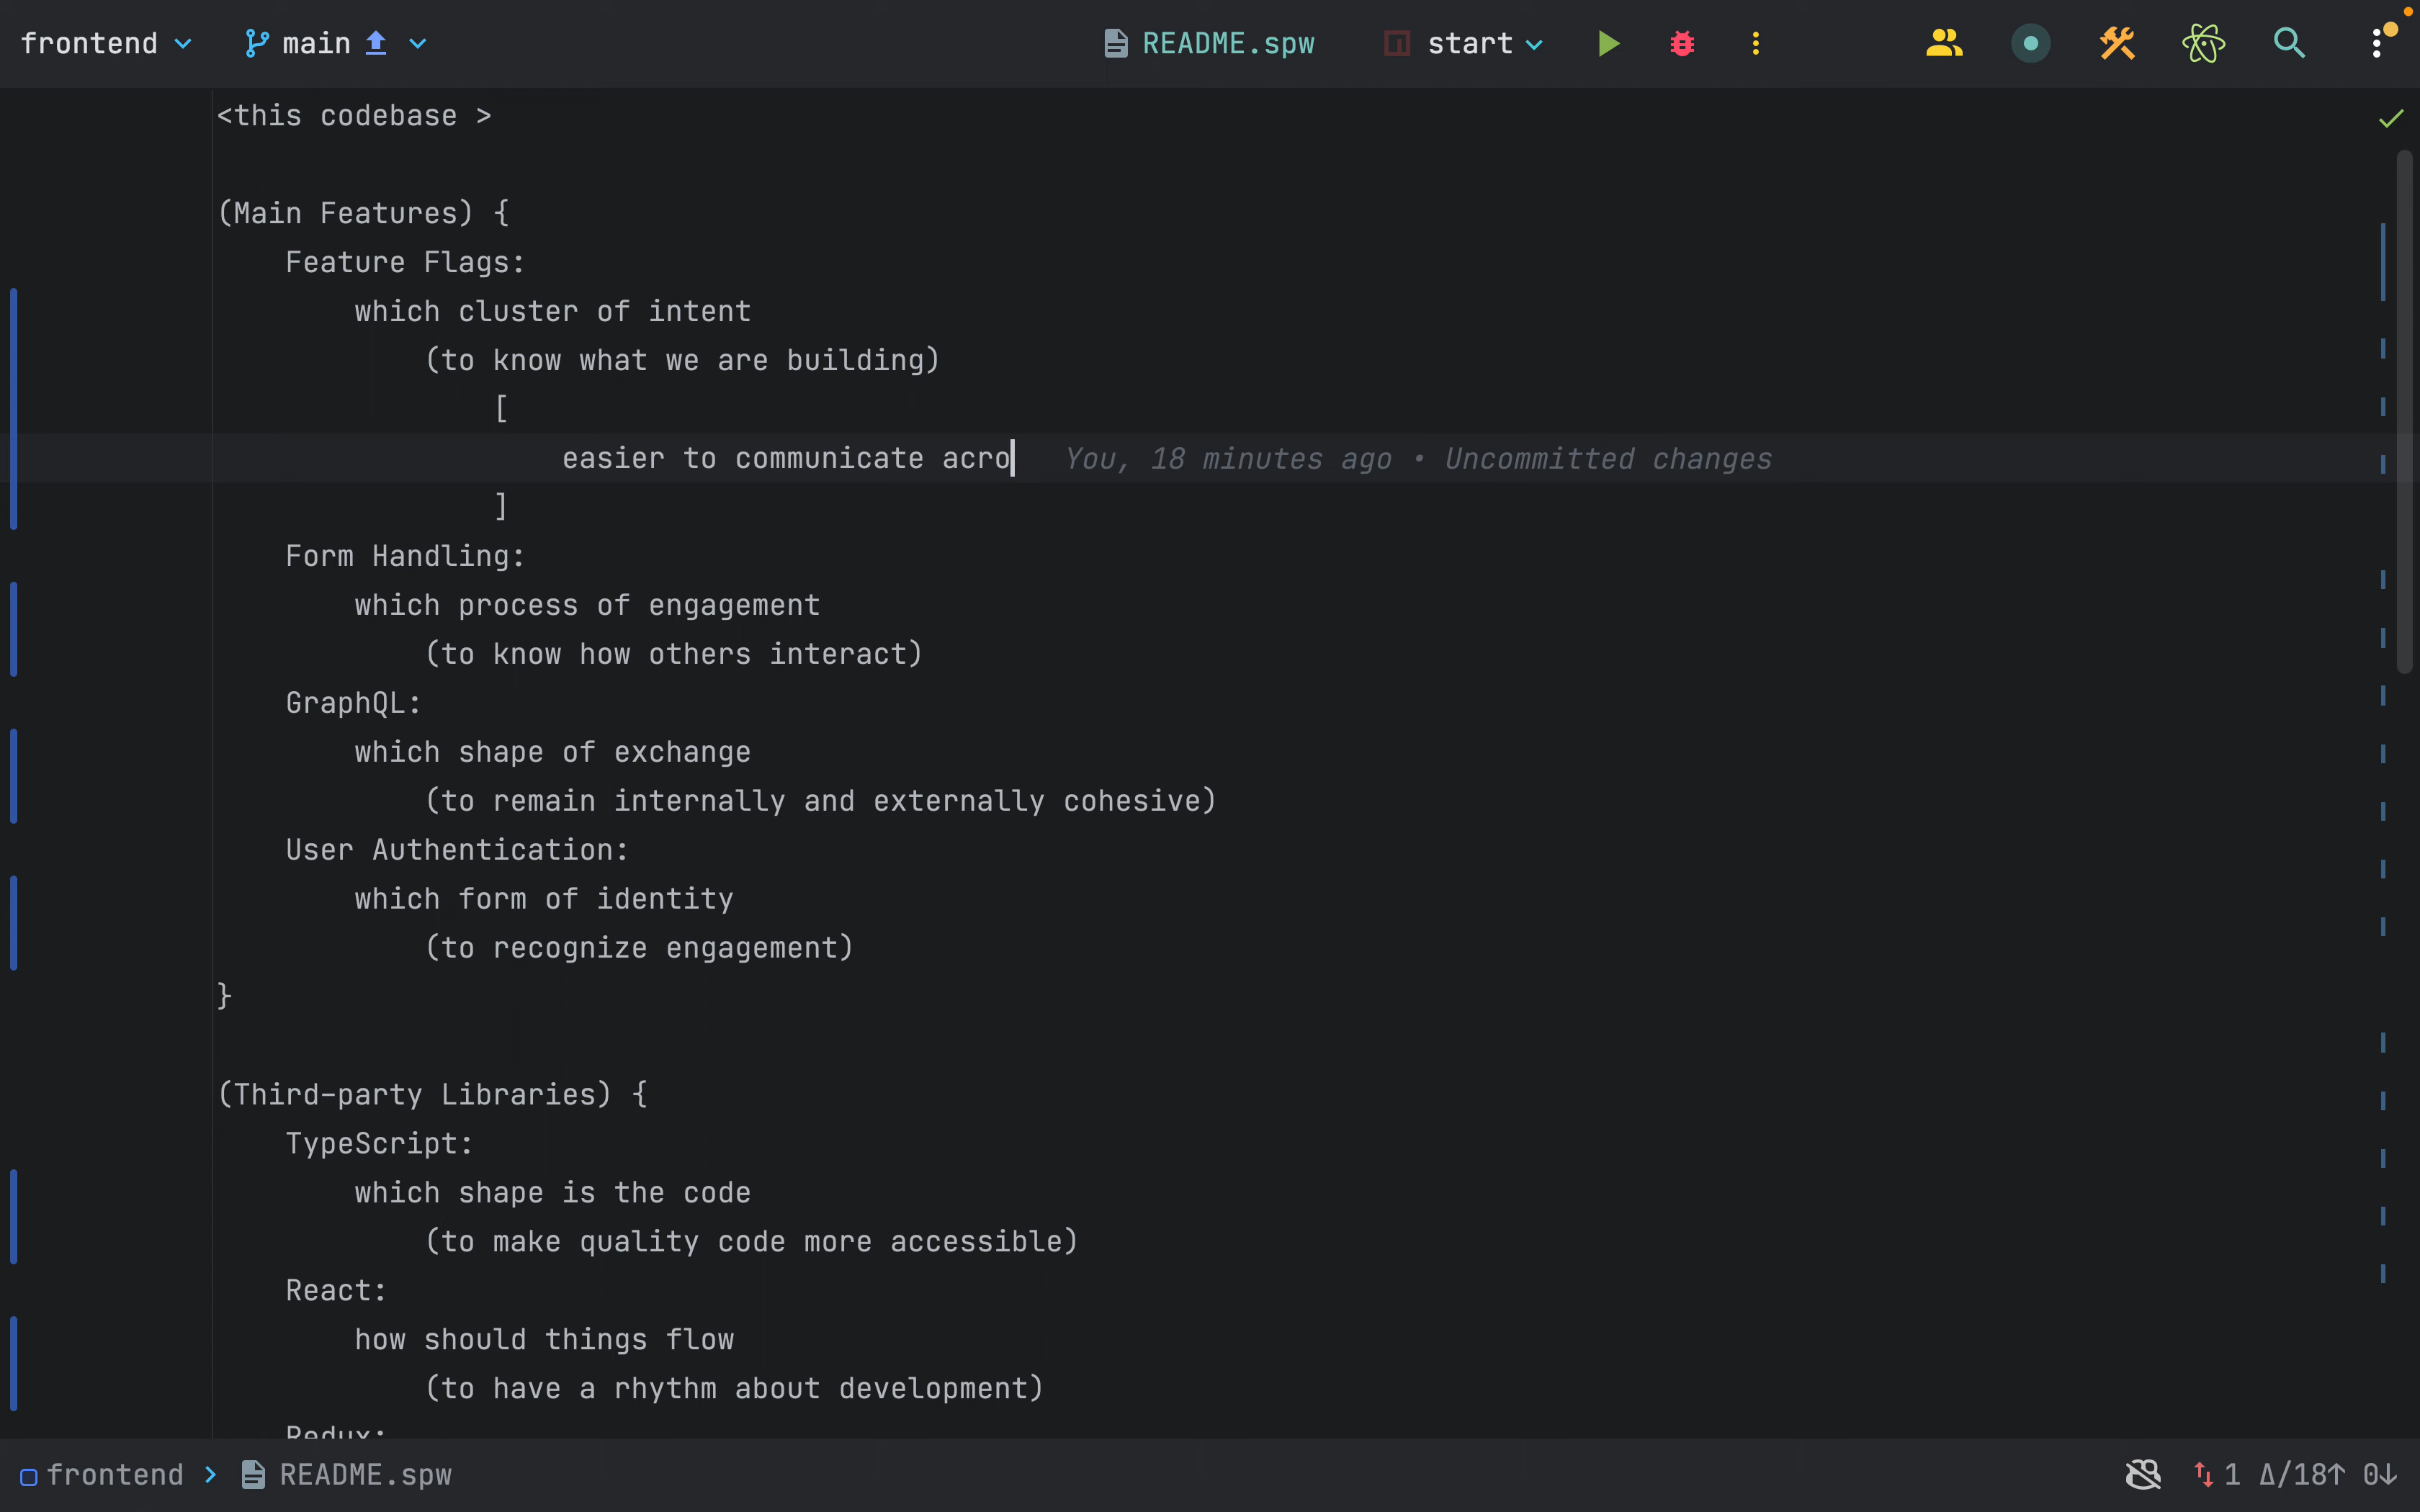 frontend main README.spw start
<this codebase >
(Main Features) {
Feature Flags:
which cluster of intent
(to know what we are building)
[
easier to communicate acro You, 18 minutes ago • Uncommitted changes
]
Form Handling:
which process of engagement
(to know how others interact)
GraphQL:
which shape of exchange
(to remain internally and externally cohesive)
User Authentication:
which form of identity
(to recognize engagement)
}
(Third-party Libraries) {
TypeScript:
which shape is the code
(to make quality code more accessible)
React:
how should things flow
(to have a rhythm about development)
Redux:
frontend > README.spw 1 Δ/18↑ 0↓